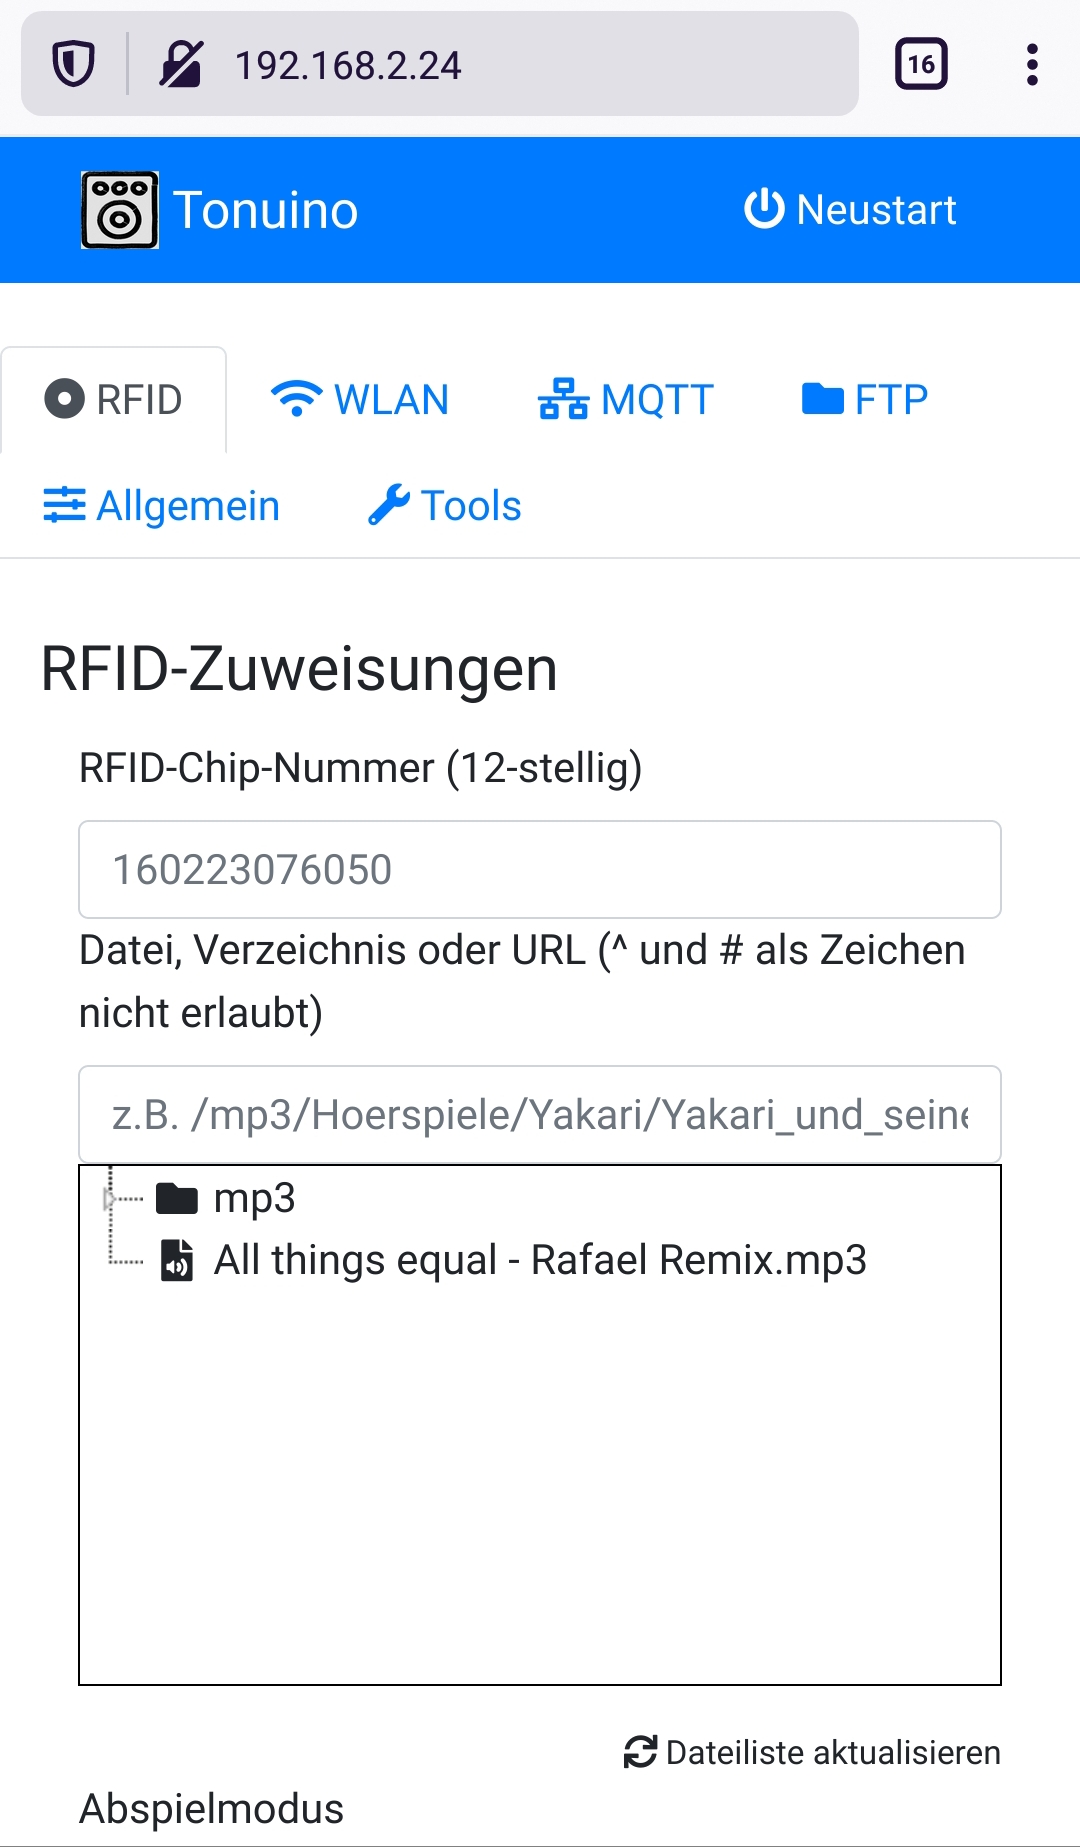 192.168.2.24
16
Tonuino
Neustart
RFID
WLAN
MQTT
FTP
Allgemein
Tools
RFID-Zuweisungen
RFID-Chip-Nummer (12-stellig)
160223076050
Datei, Verzeichnis oder URL (^ und # als Zeichen
nicht erlaubt)
z.B. /mp3/Hoerspiele/Yakari/Yakari_und_seine
mp3
All things equal - Rafael Remix.mp3
Dateiliste aktualisieren
Abspielmodus